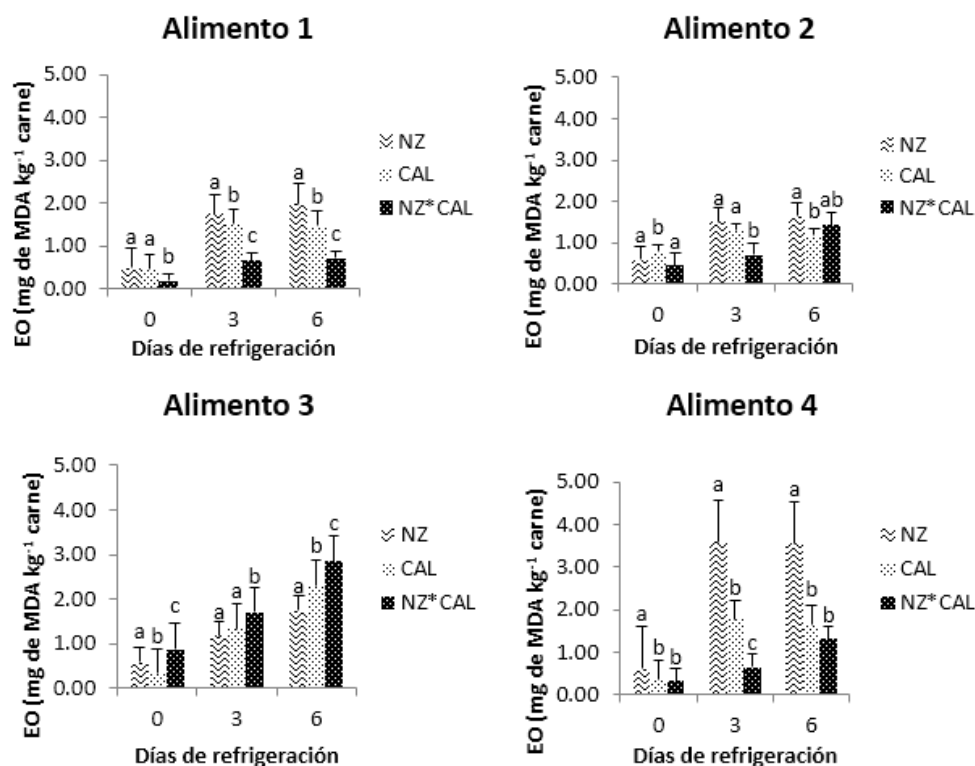 Alimento 1
EO (mg de MDA kg⁻¹ carne)
5.00
4.00
3.00
2.00
1.00
0.00
a a b
a b c
a b c
0 3 6
Días de refrigeración
NZ
CAL
NZ*CAL
Alimento 2
EO (mg de MDA kg⁻¹ carne)
5.00
4.00
3.00
2.00
1.00
0.00
a b a
a a b
a b ab
0 3 6
Días de refrigeración
NZ
CAL
NZ*CAL
Alimento 3
EO (mg de MDA kg⁻¹ carne)
5.00
4.00
3.00
2.00
1.00
0.00
a b c
a a b
a b c
0 3 6
Días de refrigeración
NZ
CAL
NZ*CAL
Alimento 4
EO (mg de MDA kg⁻¹ carne)
5.00
4.00
3.00
2.00
1.00
0.00
a b b
a b c
a b b
0 3 6
Días de refrigeración
NZ
CAL
NZ*CAL